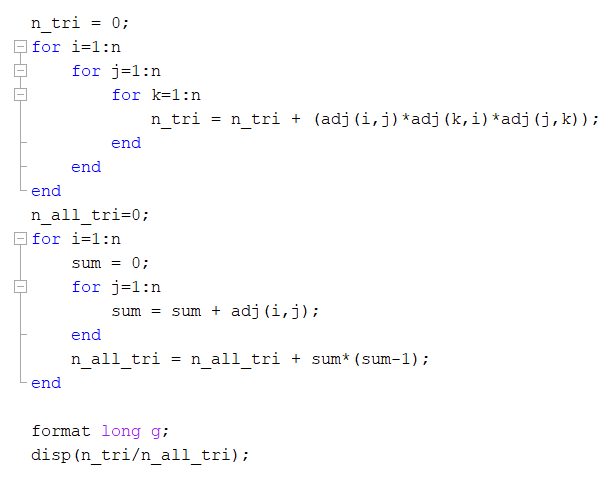 n_tri = 0;
for i=1:n
    for j=1:n
        for k=1:n
            n_tri = n_tri + (adj(i,j)*adj(k,i)*adj(j,k));
        end
    end
end
n_all_tri=0;
for i=1:n
    sum = 0;
    for j=1:n
        sum = sum + adj(i,j);
    end
    n_all_tri = n_all_tri + sum*(sum-1);
end

format long g;
disp(n_tri/n_all_tri);